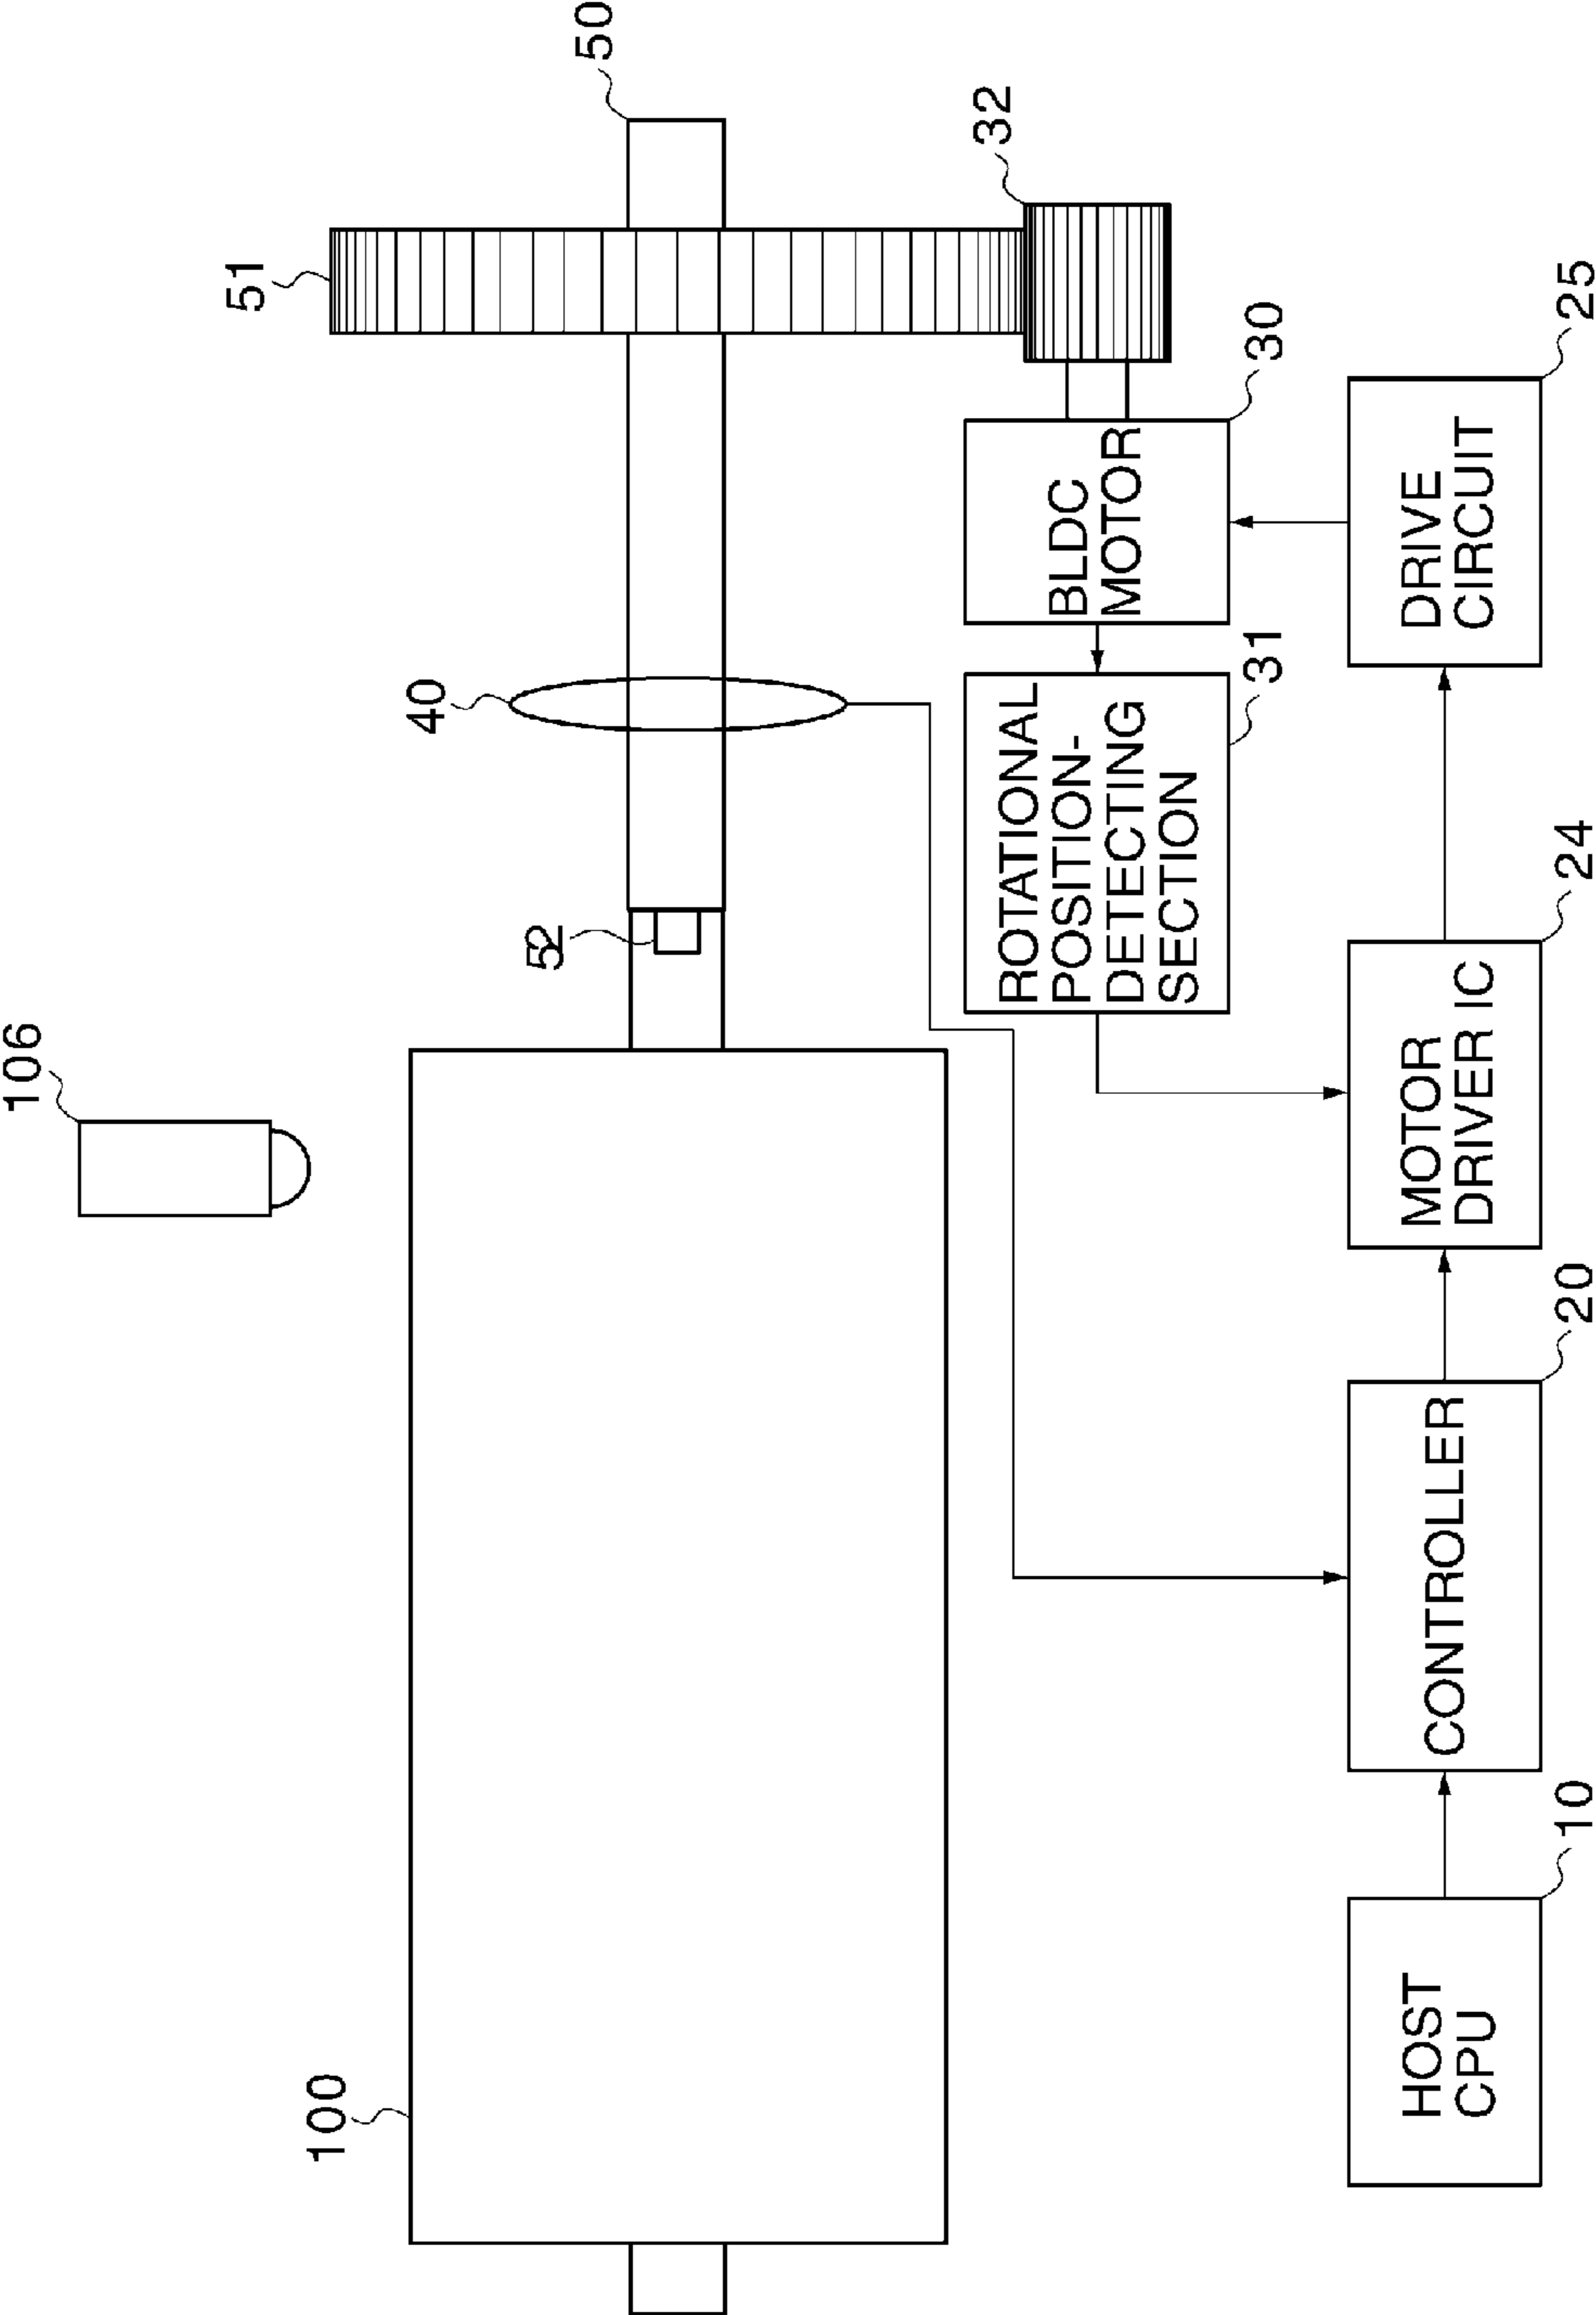 106
51
100
40
52
50
32
ROTATIONAL
POSITION-
DETECTING
SECTION
BLDC
MOTOR
31
30
HOST
CPU
CONTROLLER
MOTOR
DRIVER IC
DRIVE
CIRCUIT
10
20
24
25